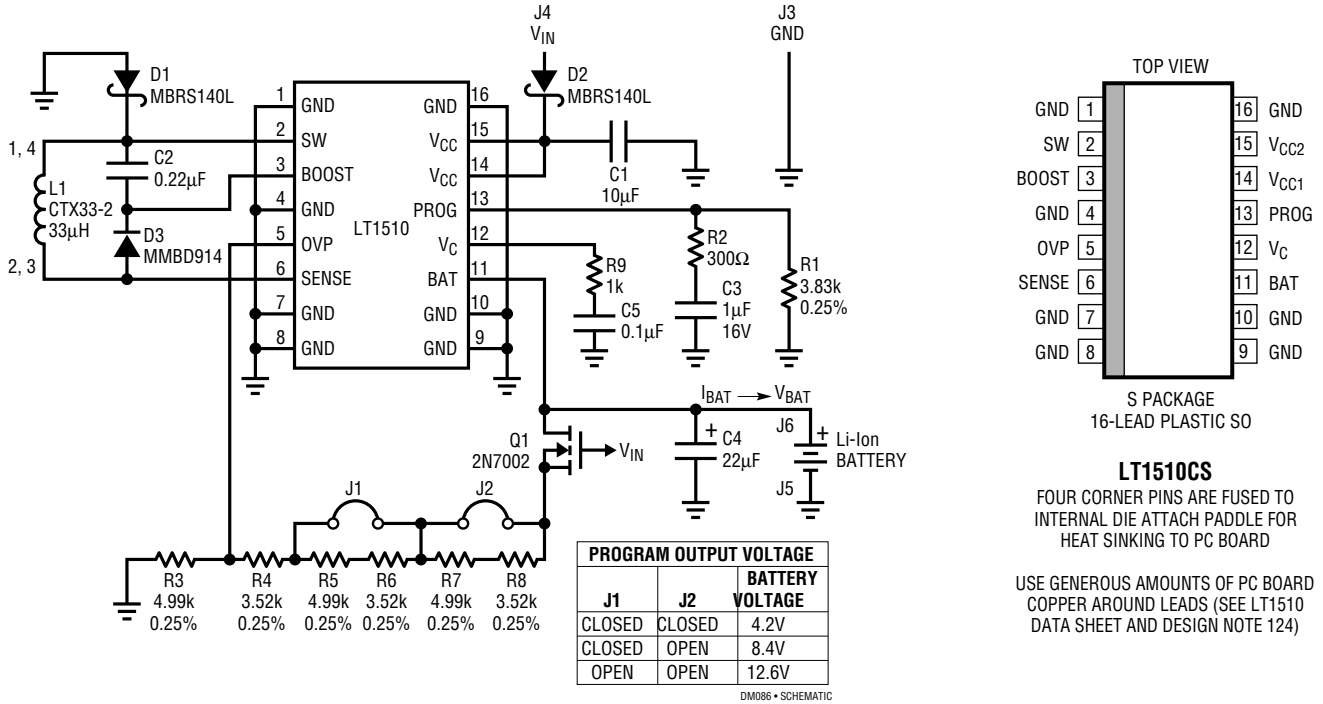 J4
VIN
J3
GND
D1
MBRS140L
D2
MBRS140L
1, 4
C2
0.22µF
L1
CTX33-2
33µH
D3
MMBD914
2, 3
LT1510
1 GND
2 SW
3 BOOST
4 GND
5 OVP
6 SENSE
7 GND
8 GND
GND 16
VCC 15
VCC 14
PROG 13
VC 12
BAT 11
GND 10
GND 9
C1
10µF
R2
300Ω
R1
3.83k
0.25%
R9
1k
C3
1µF
16V
C5
0.1µF
IBAT VBAT
Q1
2N7002
VIN
+ C4
22µF
J6
+ Li-Ion
BATTERY
J5
J1
J2
R3
4.99k
0.25%
R4
3.52k
0.25%
R5
4.99k
0.25%
R6
3.52k
0.25%
R7
4.99k
0.25%
R8
3.52k
0.25%
PROGRAM OUTPUT VOLTAGE
J1 J2 BATTERY VOLTAGE
CLOSED CLOSED 4.2V
CLOSED OPEN 8.4V
OPEN OPEN 12.6V
DM086 • SCHEMATIC
TOP VIEW
GND 1
SW 2
BOOST 3
GND 4
OVP 5
SENSE 6
GND 7
GND 8
16 GND
15 VCC2
14 VCC1
13 PROG
12 VC
11 BAT
10 GND
9 GND
S PACKAGE
16-LEAD PLASTIC SO
LT1510CS
FOUR CORNER PINS ARE FUSED TO
INTERNAL DIE ATTACH PADDLE FOR
HEAT SINKING TO PC BOARD
USE GENEROUS AMOUNTS OF PC BOARD
COPPER AROUND LEADS (SEE LT1510
DATA SHEET AND DESIGN NOTE 124)